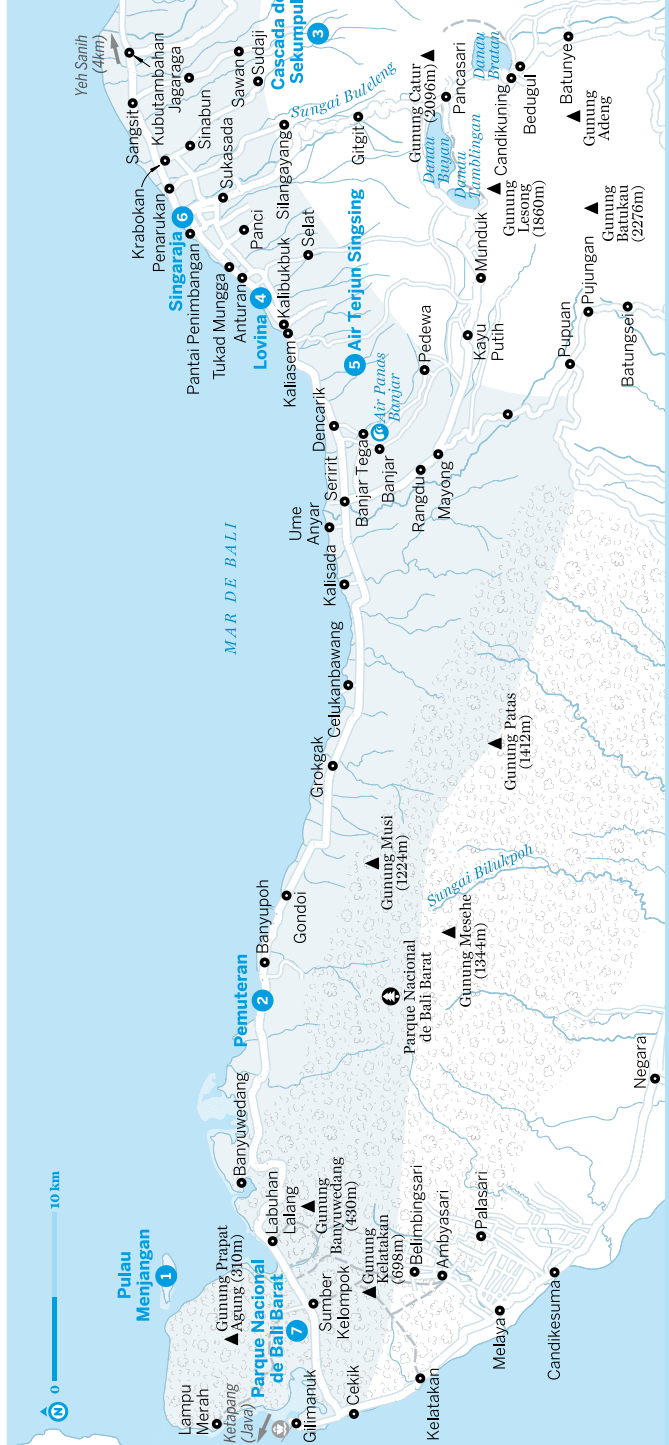 N
0
10 km
MAR DE BALI
Lampu
Merah
Ketapang
(Java)
Gilimanuk
Cekik
Kelatakan
Melaya
Candikesuma
Pulau
Menjangan
1
Gunung Prapat
Agung (310m)
Parque Nacional
de Bali Barat
7
Sumber
Kelompok
Labuhan
Lalang
Banyuwedang
Gunung
Banyuwedang
(430m)
Gunung
Kelatakan
(698m)
Belimbingsari
Ambyasari
Palasari
Negara
Pemuteran
2
Banyupoh
Gondoi
Parque Nacional
de Bali Barat
Gunung Mesehe
(1344m)
Gunung Musi
(1224m)
Sungai Bilukpoh
Gunung Patas
(1412m)
Grokgak
Celukanbawang
Kalisada
Ume
Anyar
Seririt
Dencarik
Banjar Tega
Banjar
Air Panas
Banjar
Rangdu
Mayong
Pedewa
5 Air Terjun Singsing
Kaliasem
Kalibukbuk
Lovina 4
Anturan
Tukad Mungga
Pantai Penimbangan
Singaraja 6
Penarukan
Krabokan
Sangsit
Kubutambahan
Yeh Sanih
(4km)
Jagaraga
Sinabun
Sukasada
Panci
Selat
Silangayang
Sawan
Sudaji
Cascada de
Sekumpul
3
Sungai Buleleng
Gitgit
Gunung Catur
(2096m)
Danau
Buyan
Danau
Tamblingan
Danau
Bratan
Pancasari
Candikuning
Bedugul
Batunye
Gunung
Adeng
Munduk
Gunung
Lesong
(1860m)
Gunung
Batukau
(2276m)
Kayu
Putih
Pujungan
Pupuan
Batungsei